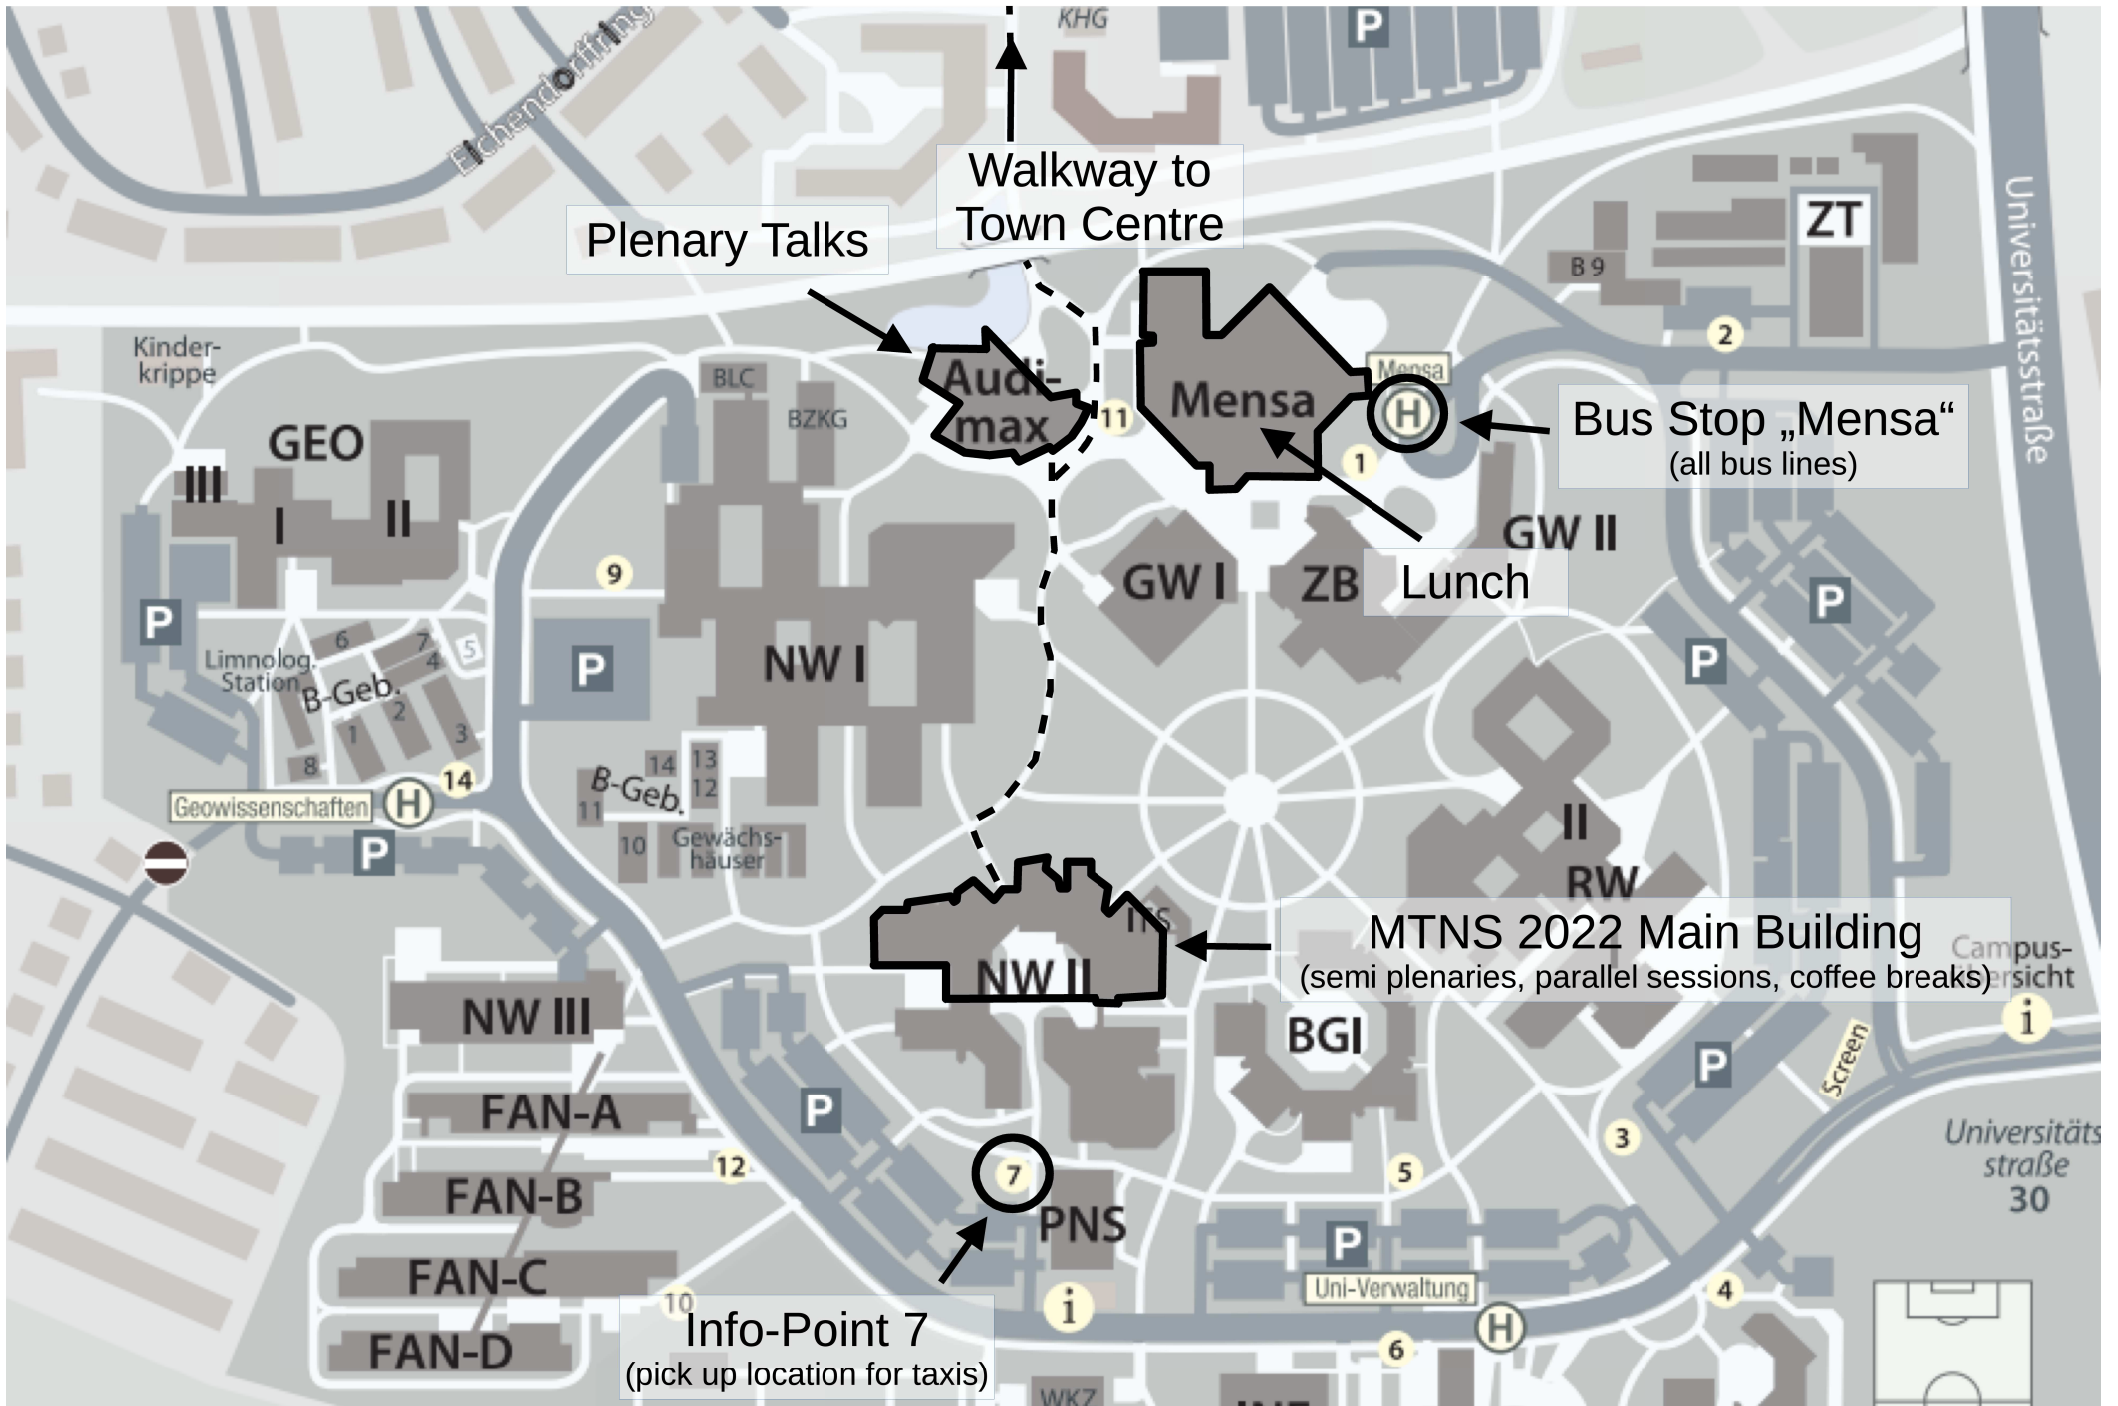 KHG
P
Eichendorffring
Walkway to
Town Centre
Plenary Talks
Universitätsstraße
ZT
B 9
2
Kinder-
krippe
BLC
BZKG
Audi-
max
11
Mensa
Mensa
H
1
Bus Stop „Mensa“
(all bus lines)
GEO
III
I
II
GW II
9
GW I
ZB
Lunch
P
P
P
P
NW I
6
7
5
4
Limnolog.
Station
B-Geb.
2
1
3
8
14
Geowissenschaften
H
P
B-Geb.
14
13
12
11
10
Gewächs-
häuser
II
RW
ITS
NW II
MTNS 2022 Main Building
(semi plenaries, parallel sessions, coffee breaks)
Campus-
i
NW III
BGI
P
Screen
FAN-A
P
3
Universitäts
straße
30
12
7
5
FAN-B
PNS
P
FAN-C
10
i
Uni-Verwaltung
H
4
Info-Point 7
(pick up location for taxis)
FAN-D
6
WKZ